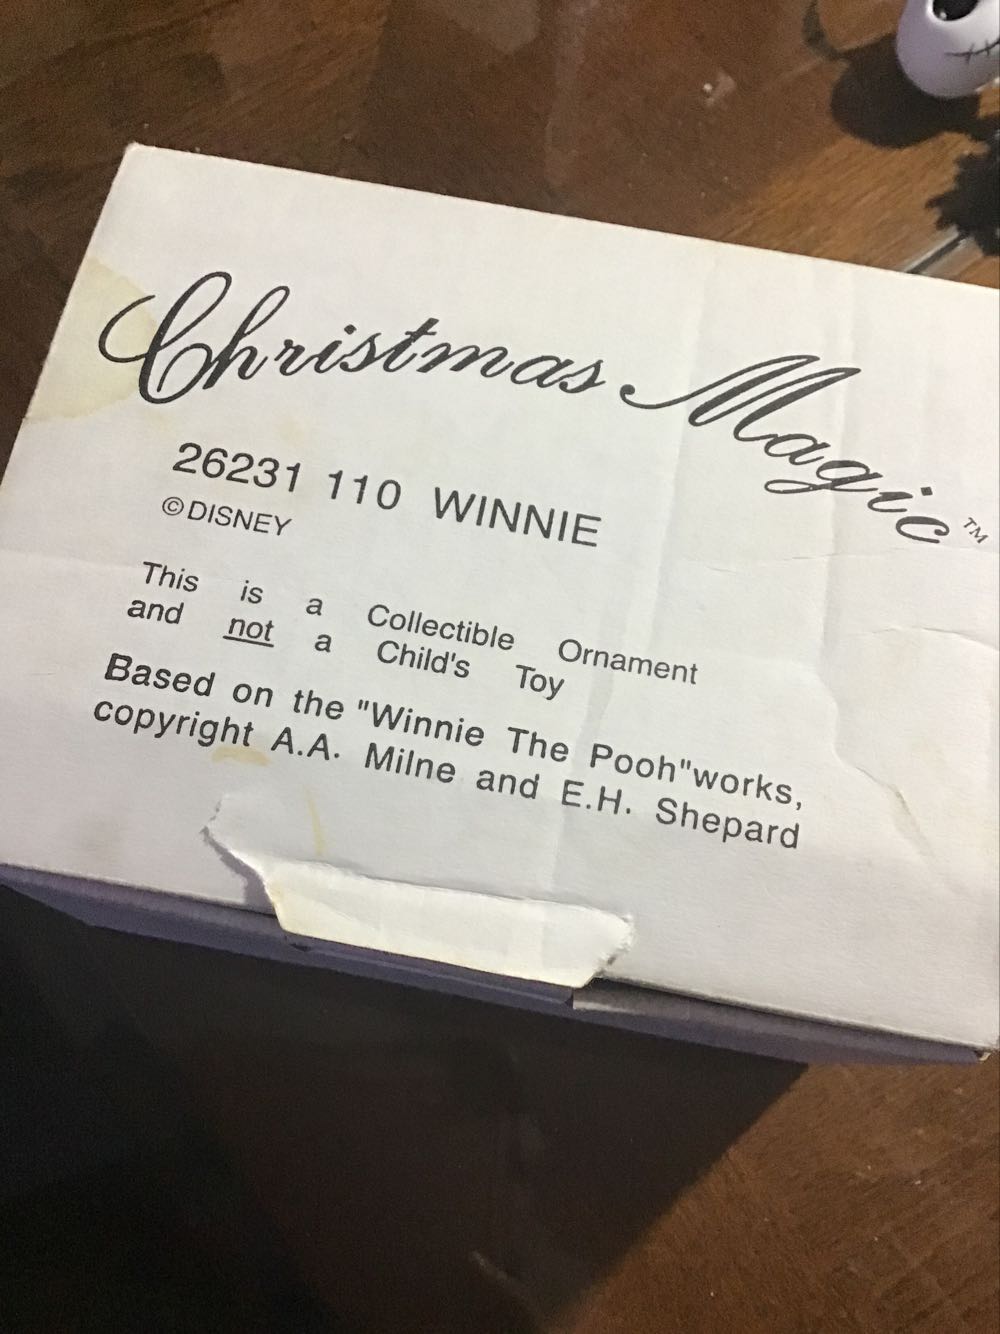 Christmas Magic™
26231 110 WINNIE
©DISNEY
This is a Collectible Ornament
and not a Child's Toy
Based on the "Winnie The Pooh"works,
copyright A.A. Milne and E.H. Shepard